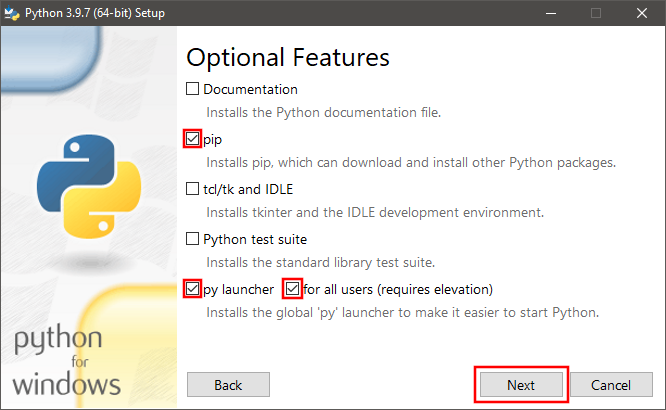 Python 3.9.7 (64-bit) Setup
Optional Features
Documentation
Installs the Python documentation file.
pip
Installs pip, which can download and install other Python packages.
tcl/tk and IDLE
Installs tkinter and the IDLE development environment.
Python test suite
Installs the standard library test suite.
py launcher for all users (requires elevation)
Installs the global 'py' launcher to make it easier to start Python.
python
for
windows
Back Next Cancel